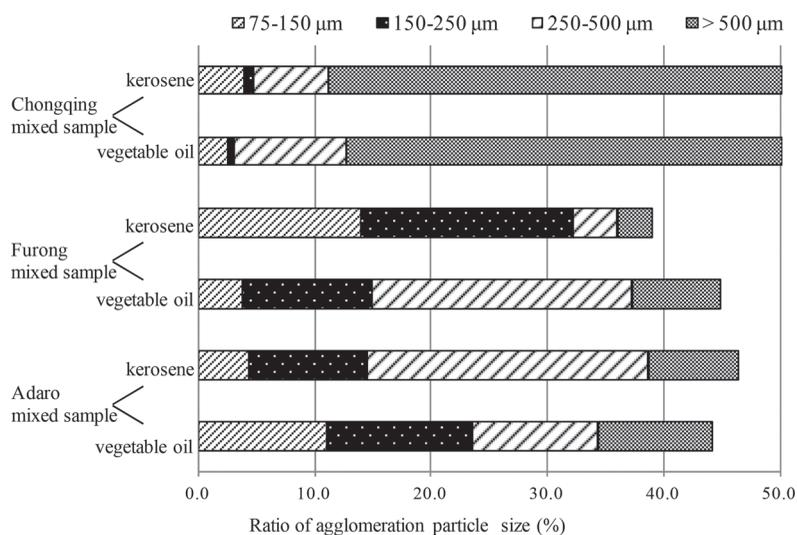 75-150 μm 150-250 μm 250-500 μm > 500 μm
kerosene
Chongqing
mixed sample
vegetable oil
kerosene
Furong
mixed sample
vegetable oil
kerosene
Adaro
mixed sample
vegetable oil
0.0 10.0 20.0 30.0 40.0 50.0
Ratio of agglomeration particle size (%)